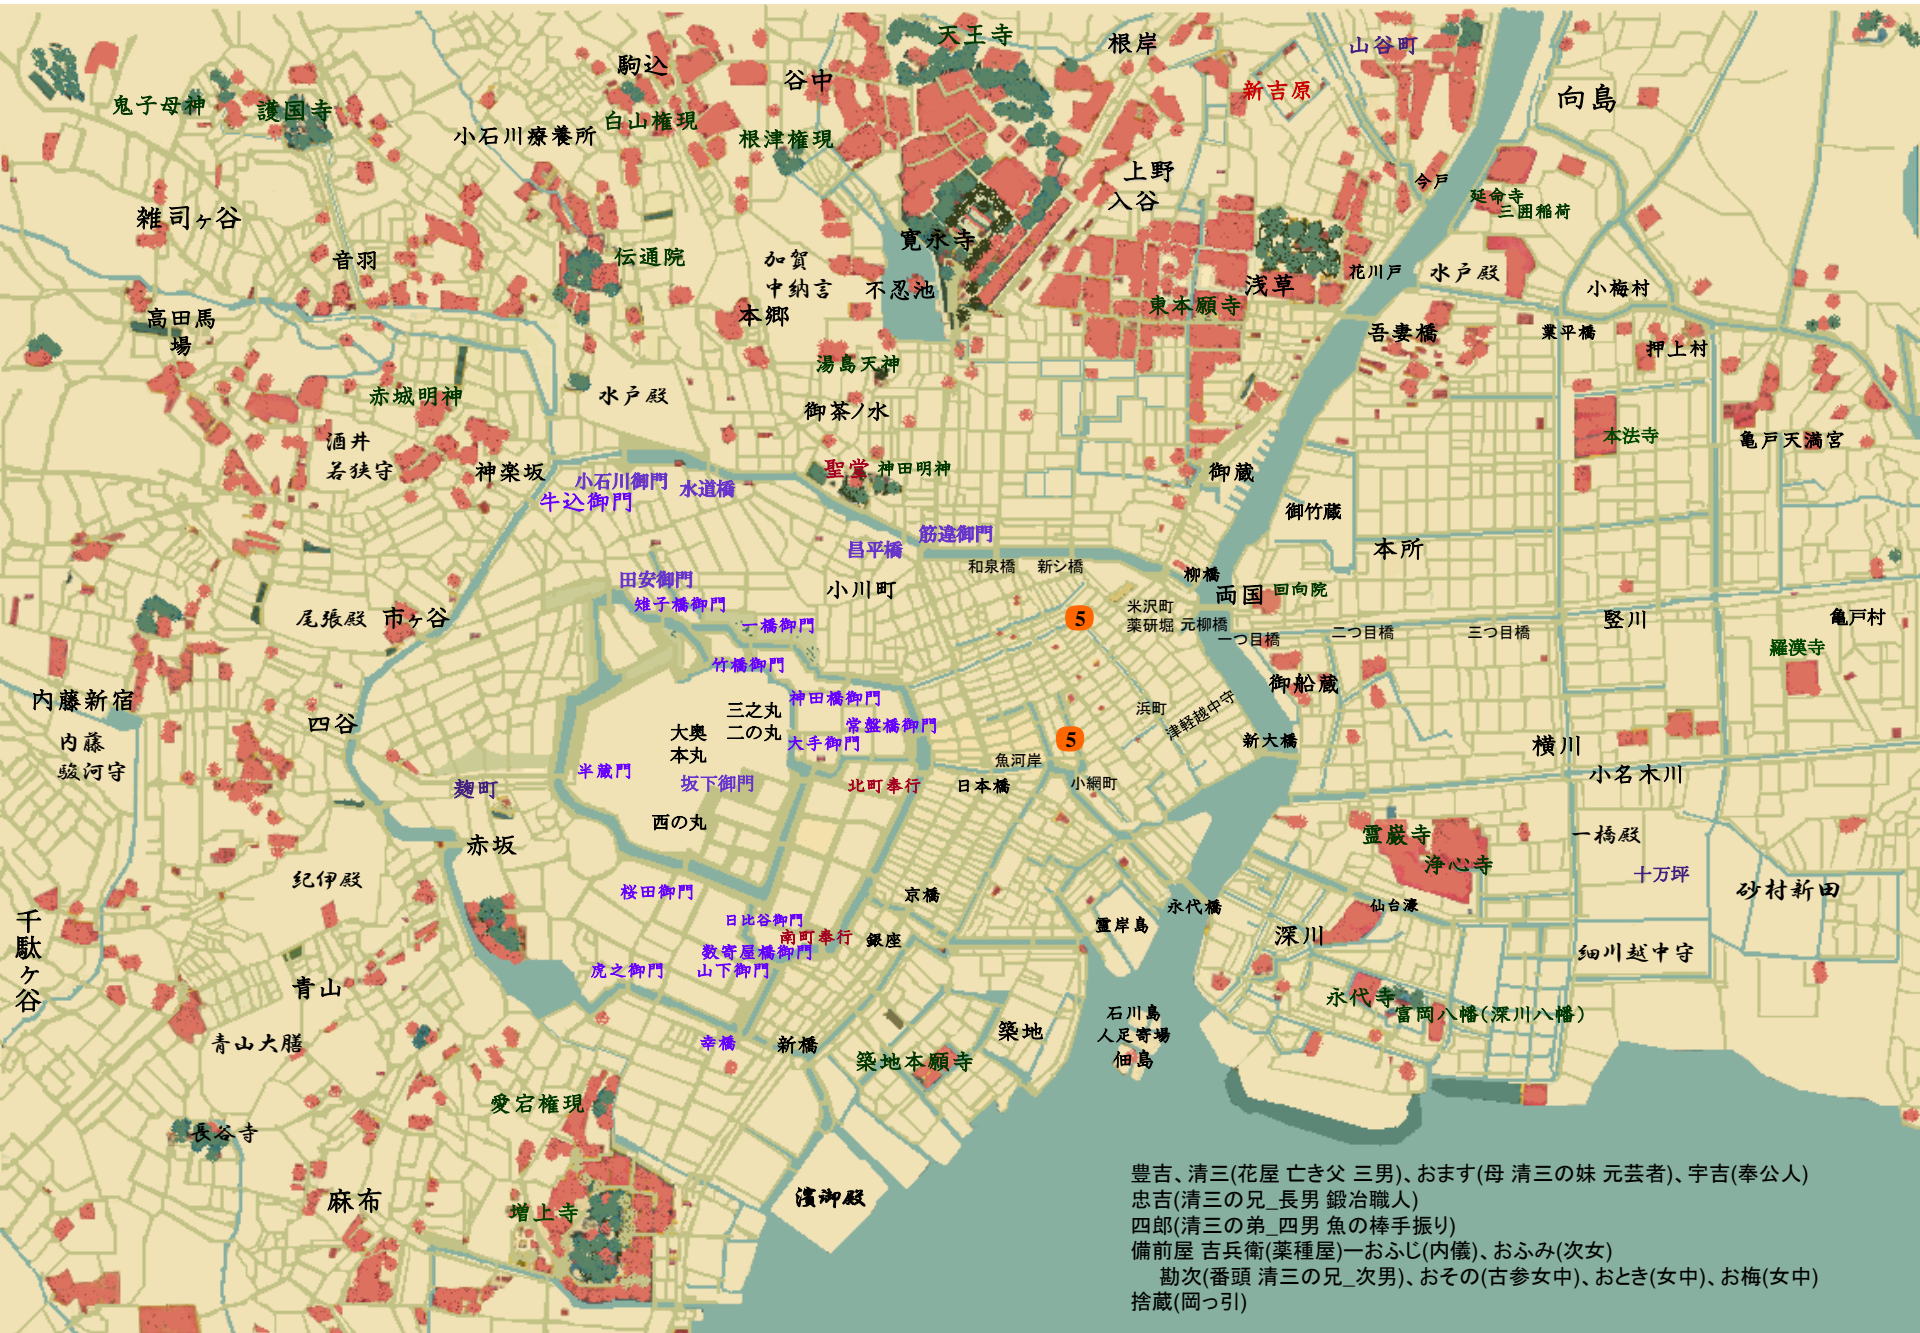 天王寺
根岸
山谷町
駒込
谷中
新吉原
向島
鬼子母神
護国寺
白山権現
小石川療養所
根津権現
上野
入谷
今戸
延命寺
三囲稲荷
雑司ヶ谷
音羽
伝通院
加賀
中納言
寛永寺
不忍池
本郷
浅草
花川戸
水戸殿
小梅村
東本願寺
高田馬
場
吾妻橋
業平橋
押上村
湯島天神
赤城明神
水戸殿
御茶ノ水
酒井
若狭守
神楽坂
本法寺
亀戸天満宮
聖堂
神田明神
御蔵
小石川御門
水道橋
牛込御門
御竹蔵
筋違御門
昌平橋
本所
和泉橋
新シ橋
柳橋
田安御門
小川町
両国
回向院
雉子橋御門
米沢町
薬研堀
元柳橋
尾張殿
市ヶ谷
5
一橋御門
一つ目橋
二つ目橋
三つ目橋
竪川
亀戸村
羅漢寺
竹橋御門
御船蔵
内藤新宿
神田橋御門
三之丸
二の丸
浜町
津軽越中守
四谷
大奥
本丸
常盤橋御門
大手御門
5
新大橋
横川
内藤
駿河守
魚河岸
半蔵門
坂下御門
北町奉行
日本橋
小網町
小名木川
麹町
西の丸
赤坂
霊巌寺
浄心寺
一橋殿
十万坪
砂村新田
紀伊殿
桜田御門
京橋
永代橋
仙台濠
千駄ヶ谷
日比谷御門
南町奉行
銀座
霊岸島
深川
数寄屋橋御門
細川越中守
虎之御門
山下御門
青山
永代寺
富岡八幡(深川八幡)
石川島
人足寄場
佃島
築地
青山大膳
幸橋
新橋
築地本願寺
愛宕権現
長谷寺
麻布
増上寺
濱御殿
豊吉、清三(花屋 亡き父 三男)、おます(母 清三の妹 元芸者)、宇吉(奉公人)
忠吉(清三の兄_長男 鍛冶職人)
四郎(清三の弟_四男 魚の棒手振り)
備前屋 吉兵衛(薬種屋)ーおふじ(内儀)、おふみ(次女)
勘次(番頭 清三の兄_次男)、おその(古参女中)、おとき(女中)、お梅(女中)
捨蔵(岡っ引)